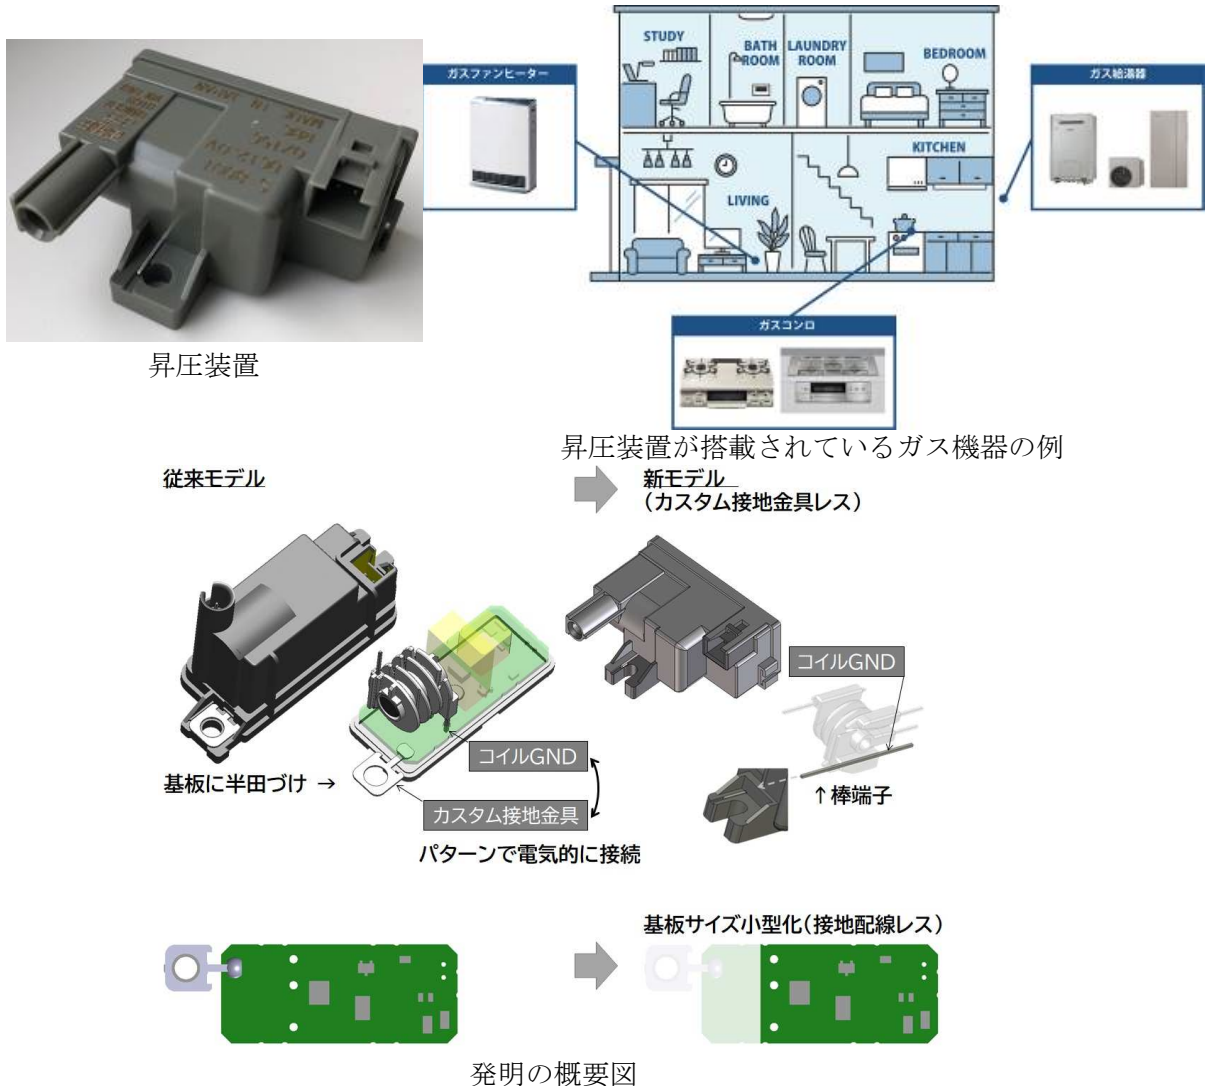 STUDY
BATH
ROOM
LAUNDRY
ROOM
BEDROOM
ガスファンヒーター
ガス給湯器
KITCHEN
LIVING
ガスコンロ
昇圧装置
昇圧装置が搭載されているガス機器の例
従来モデル
新モデル
(カスタム接地金具レス)
コイルGND
コイルGND
基板に半田づけ →
↑棒端子
カスタム接地金具
パターンで電気的に接続
基板サイズ小型化(接地配線レス)
発明の概要図